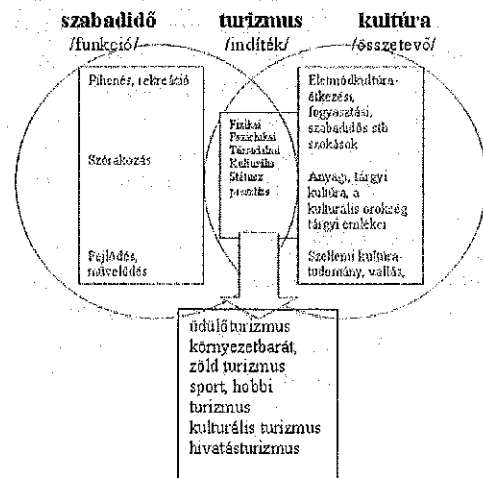 szabadidő turizmus kultúra
/funkció/ /indíték/ /összetevő/
Pihenés, rekreáció
Szórakozás
Fejlődés,
művelődés
Fizikai
Pszichikai
Társadalmi
Kulturális
Státusz
presztízs
Életmódkultúra-
étkezési,
fogyasztási,
szabadidős stb
szokások
Anyagi, tárgyi
kultúra, a
kulturális örökség
tárgyi emlékei
Szellemi kultúra-
tudomány, vallás,
üdülőturizmus
környezetbarát,
zöld turizmus
sport, hobbi
turizmus
kulturális turizmus
hivatásturizmus